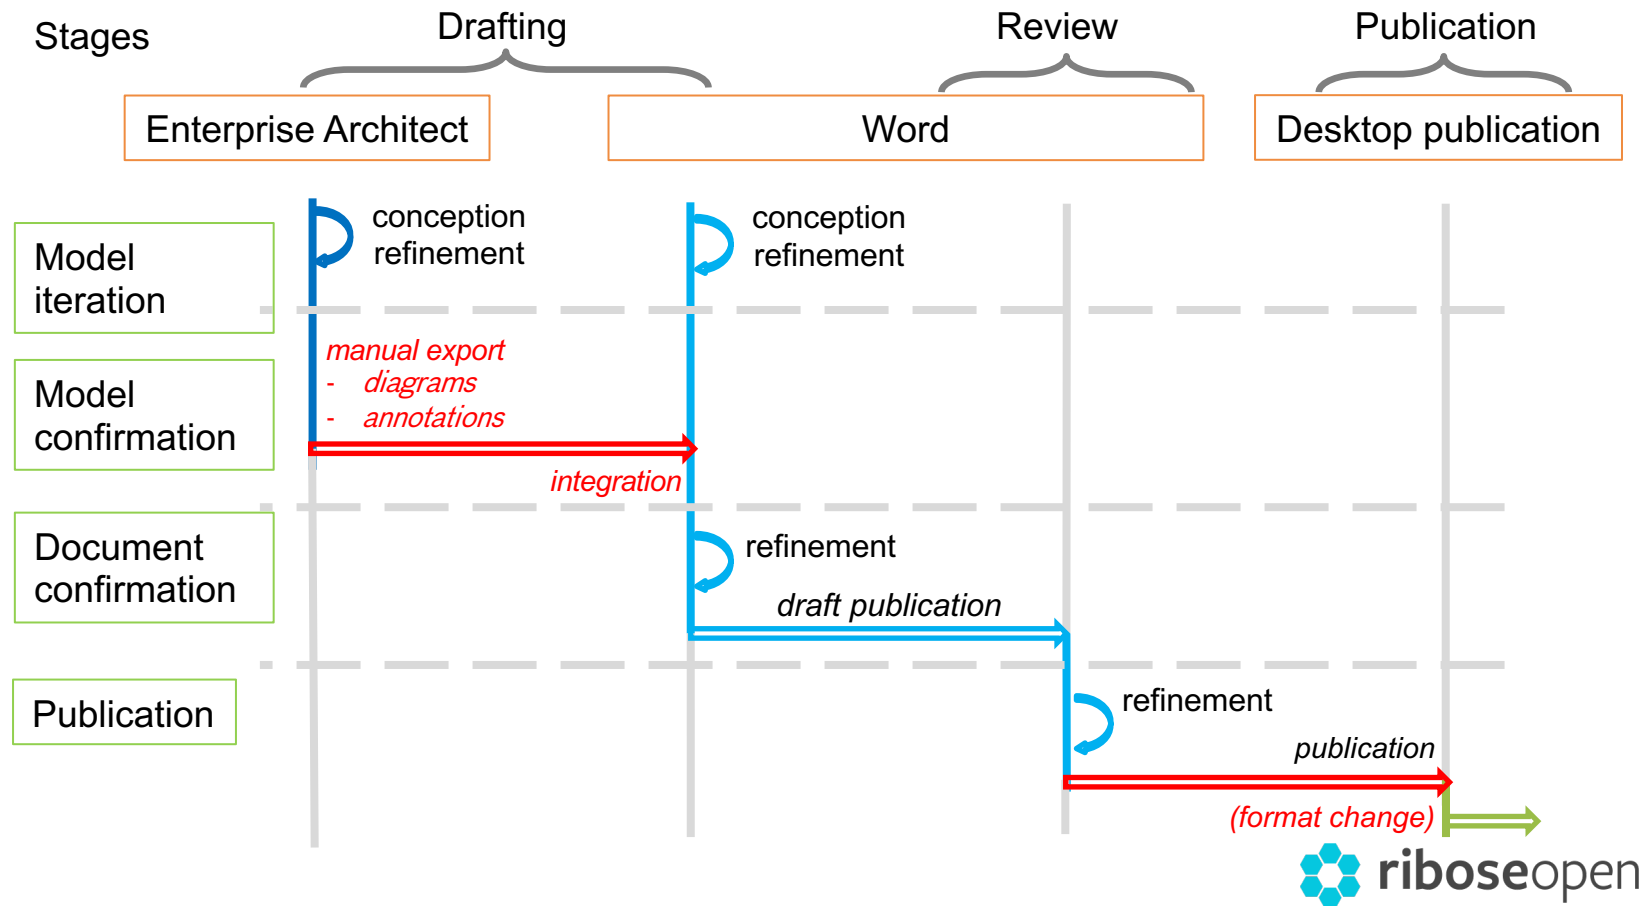 Stages
Drafting
Review
Publication
Enterprise Architect
Word
Desktop publication
Model
iteration
conception
refinement
conception
refinement
Model
confirmation
manual export
- diagrams
- annotations
integration
Document
confirmation
refinement
draft publication
Publication
refinement
publication
(format change)
riboseopen